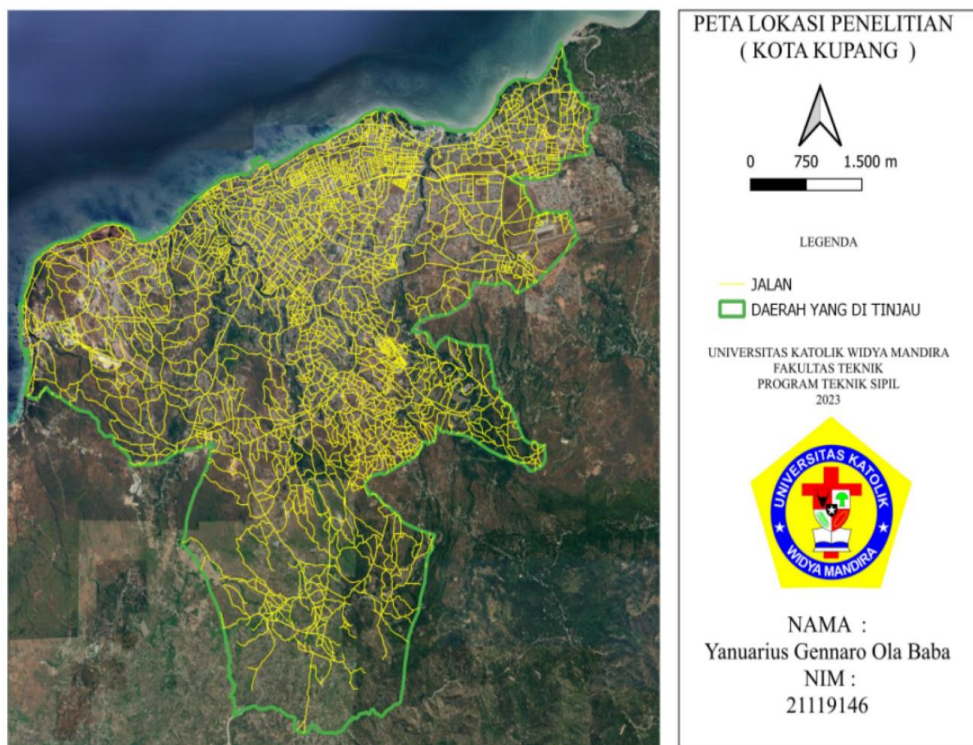 PETA LOKASI PENELITIAN
( KOTA KUPANG )
0 750 1.500 m
LEGENDA
JALAN
DAERAH YANG DI TINJAU
UNIVERSITAS KATOLIK WIDYA MANDIRA
FAKULTAS TEKNIK
PROGRAM TEKNIK SIPIL
2023
UNIVERSITAS KATOLIK
WIDYA MANDIRA
NAMA :
Yanuarius Gennaro Ola Baba
NIM :
21119146